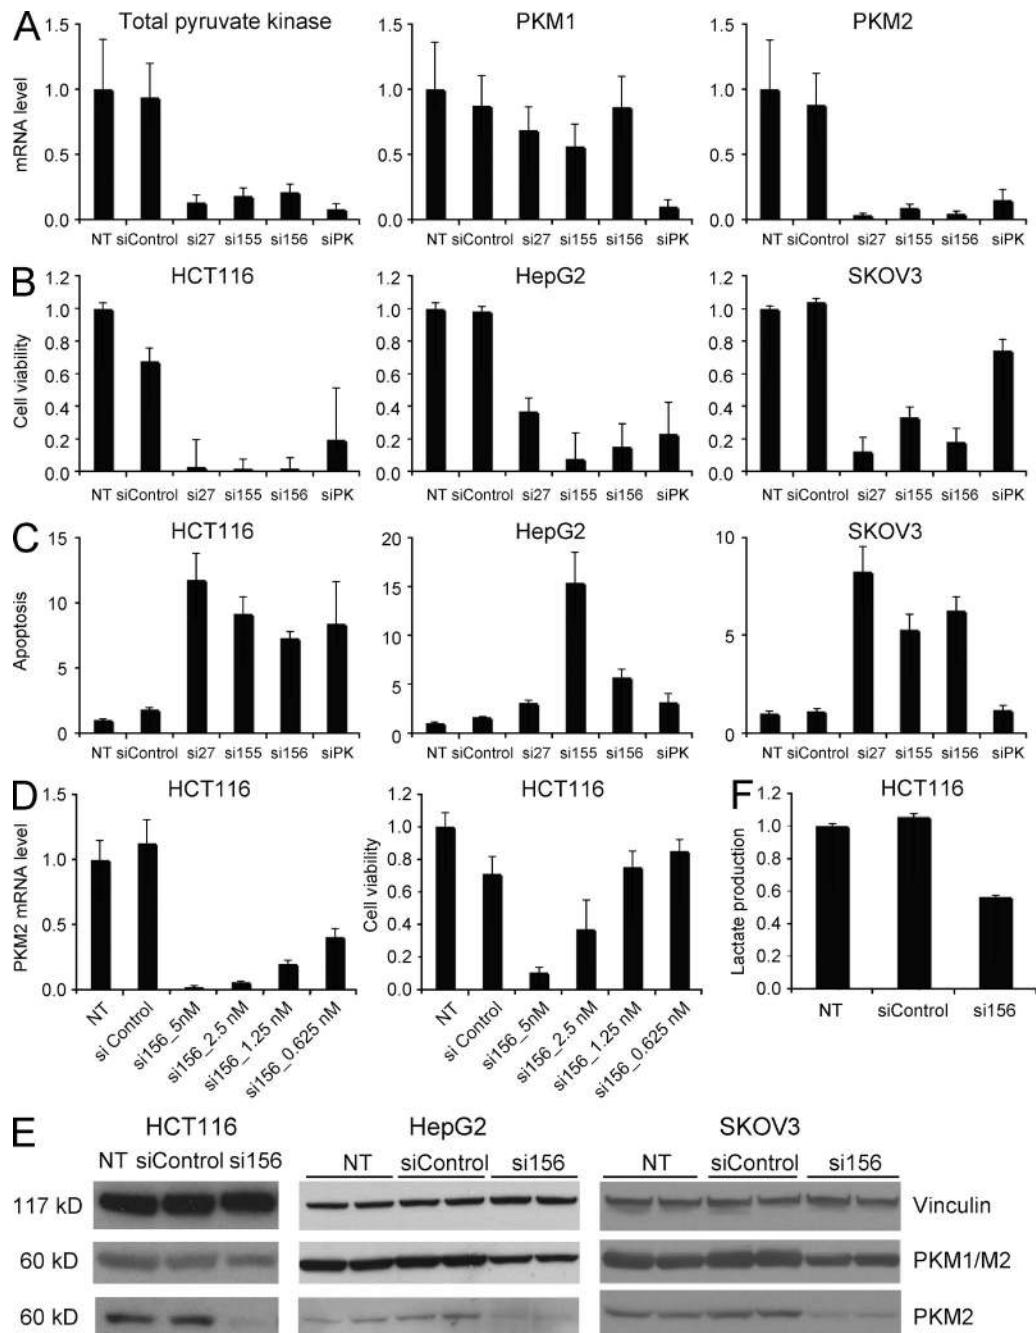 A
Total pyruvate kinase
PKM1
PKM2
mRNA level
1.5
1.0
0.5
0.0
NT siControl si27 si155 si156 siPK
1.5
1.0
0.5
0.0
NT siControl si27 si155 si156 siPK
1.5
1.0
0.5
0.0
NT siControl si27 si155 si156 siPK
B
HCT116
HepG2
SKOV3
Cell viability
1.2
1.0
0.8
0.6
0.4
0.2
0.0
NT siControl si27 si155 si156 siPK
1.2
1.0
0.8
0.6
0.4
0.2
0.0
NT siControl si27 si155 si156 siPK
1.2
1.0
0.8
0.6
0.4
0.2
0.0
NT siControl si27 si155 si156 siPK
C
HCT116
HepG2
SKOV3
Apoptosis
15
10
5
0
NT siControl si27 si155 si156 siPK
20
15
10
5
0
NT siControl si27 si155 si156 siPK
10
5
0
NT siControl si27 si155 si156 siPK
D
HCT116
PKM2 mRNA level
1.5
1.0
0.5
0.0
NT
si Control
si156_5nM
si156_2.5 nM
si156_1.25 nM
si156_0.625 nM
HCT116
Cell viability
1.2
1.0
0.8
0.6
0.4
0.2
0.0
NT
si Control
si156_5nM
si156_2.5 nM
si156_1.25 nM
si156_0.625 nM
F
HCT116
Lactate production
1.2
1.0
0.8
0.6
0.4
0.2
0.0
NT siControl si156
E
HCT116
HepG2
SKOV3
NT siControl si156
NT siControl si156
NT siControl si156
117 kD
Vinculin
60 kD
PKM1/M2
60 kD
PKM2